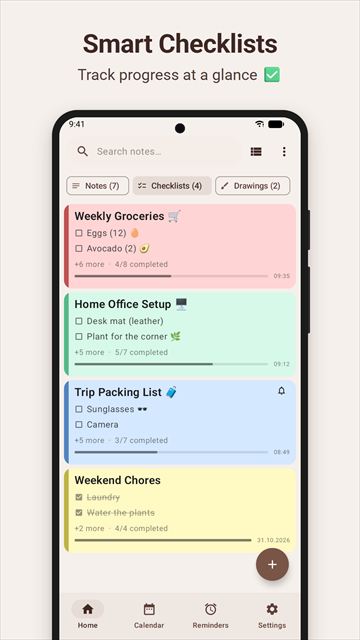 Smart Checklists
Track progress at a glance ✅
9:41
Search notes...
Notes (7)
Checklists (4)
Drawings (2)
Weekly Groceries 🛒
Eggs (12) 🥚
Avocado (2) 🥑
+6 more · 4/8 completed
09:35
Home Office Setup 🖥️
Desk mat (leather)
Plant for the corner 🌿
+5 more · 5/7 completed
09:12
Trip Packing List 🧳
Sunglasses 🕶️
Camera
+5 more · 3/7 completed
08:49
Weekend Chores
Laundry
Water the plants
+2 more · 4/4 completed
31.10.2026
+
Home
Calendar
Reminders
Settings